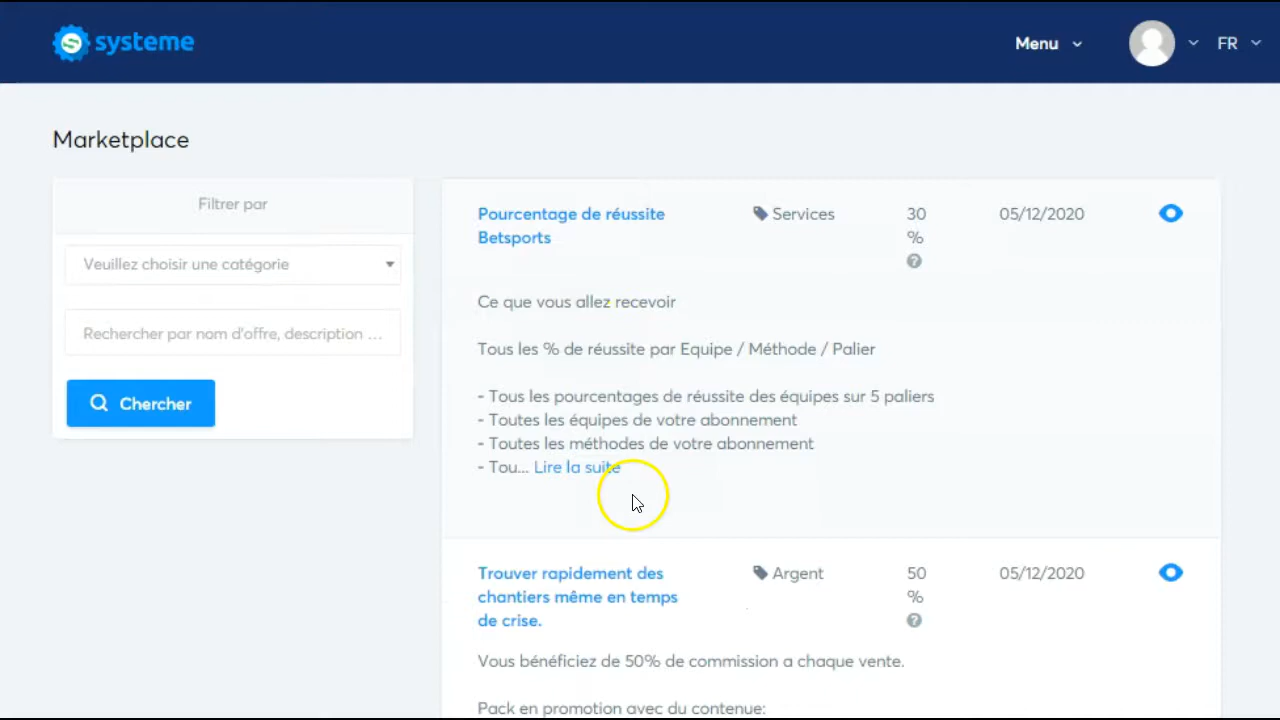 systeme
Menu
FR
Marketplace
Filtrer par
Veuillez choisir une catégorie
Rechercher par nom d'offre, description ...
Chercher
Pourcentage de réussite
Betsports
Services
30
%
05/12/2020
Ce que vous allez recevoir
Tous les % de réussite par Equipe / Méthode / Palier
- Tous les pourcentages de réussite des équipes sur 5 paliers
- Toutes les équipes de votre abonnement
- Toutes les méthodes de votre abonnement
- Tou... Lire la suite
Trouver rapidement des
chantiers même en temps
de crise.
Argent
50
%
05/12/2020
Vous bénéficiez de 50% de commission a chaque vente.
Pack en promotion avec du contenue: